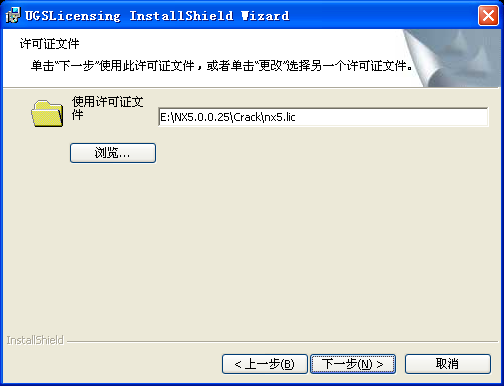 UGSLicensing InstallShield Wizard
许可证文件
单击“下一步”使用此许可证文件，或者单击“更改”选择另一个许可证文件。
使用许可证文
件
E:\NX5.0.0.25\Crack\nx5.lic
浏览...
InstallShield
< 上一步(B)
下一步(N) >
取消